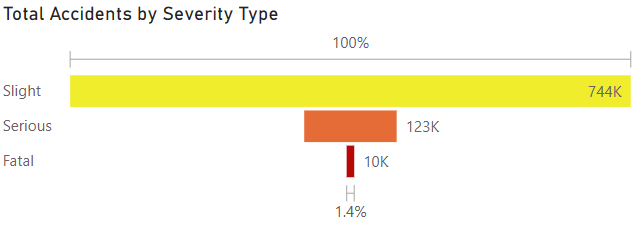 Total Accidents by Severity Type
100%
Slight 744K
Serious 123K
Fatal 10K
1.4%